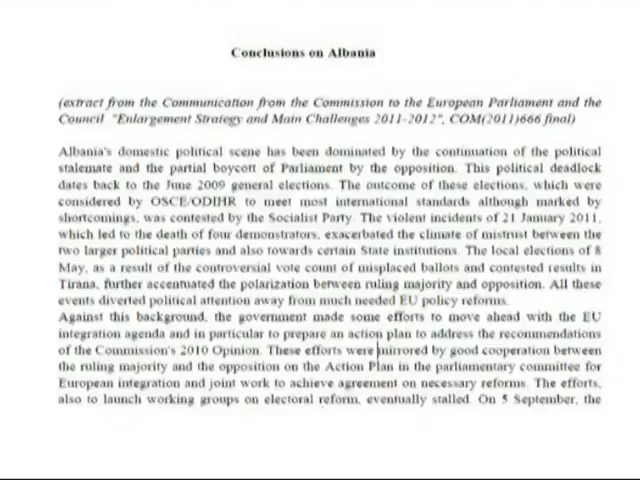 Conclusions on Albania
(extract from the Communication from the Commission to the European Parliament and the
Council "Enlargement Strategy and Main Challenges 2011-2012", COM(2011)666 final)
Albania's domestic political scene has been dominated by the continuation of the political
stalemate and the partial boycott of Parliament by the opposition. This political deadlock
dates back to the June 2009 general elections. The outcome of these elections, which were
considered by OSCE/ODIHR to meet most international standards although marked by
shortcomings, was contested by the Socialist Party. The violent incidents of 21 January 2011,
which led to the death of four demonstrators, exacerbated the climate of mistrust between the
two larger political parties and also towards certain State institutions. The local elections of 8
May, as a result of the controversial vote count of misplaced ballots and contested results in
Tirana, further accentuated the polarization between ruling majority and opposition. All these
events diverted political attention away from much needed EU policy reforms.
Against this background, the government made some efforts to move ahead with the EU
integration agenda and in particular to prepare an action plan to address the recommendations
of the Commission's 2010 Opinion. These efforts were mirrored by good cooperation between
the ruling majority and the opposition on the Action Plan in the parliamentary committee for
European integration and joint work to achieve agreement on necessary reforms. The efforts,
also to launch working groups on electoral reform, eventually stalled. On 5 September, the